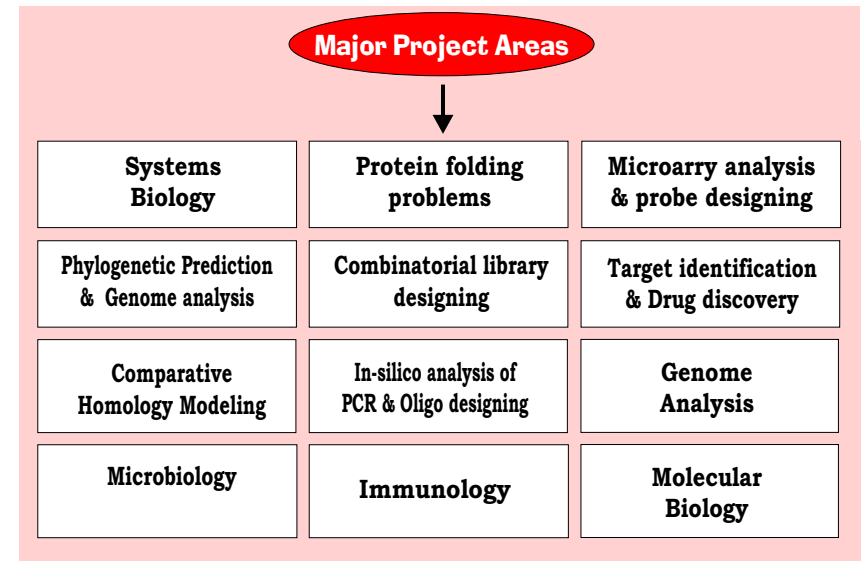 Major Project Areas
Systems
Biology
Protein folding
problems
Microarry analysis
& probe designing
Phylogenetic Prediction
& Genome analysis
Combinatorial library
designing
Target identification
& Drug discovery
Comparative
Homology Modeling
In-silico analysis of
PCR & Oligo designing
Genome
Analysis
Microbiology
Immunology
Molecular
Biology